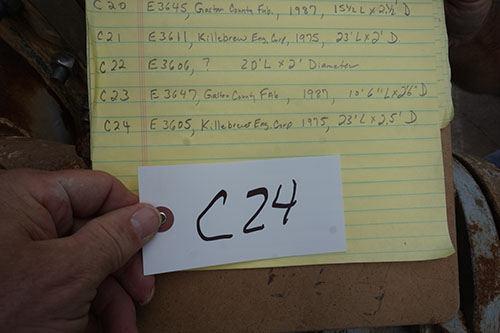 C20 E3645, Gaston County Fab., 1987, 15½ L x 2½' D
C21 E3611, Killebrew Eng. Corp, 1975, 23' L x 2' D
C22 E3606, ? 20' L x 2' Diameter
C23 E3647, Gaston County Fab, 1987, 10' 6" L x 2'6" D
C24 E3605, Killebrew Eng. Corp 1975, 23' L x 2.5' D
C24